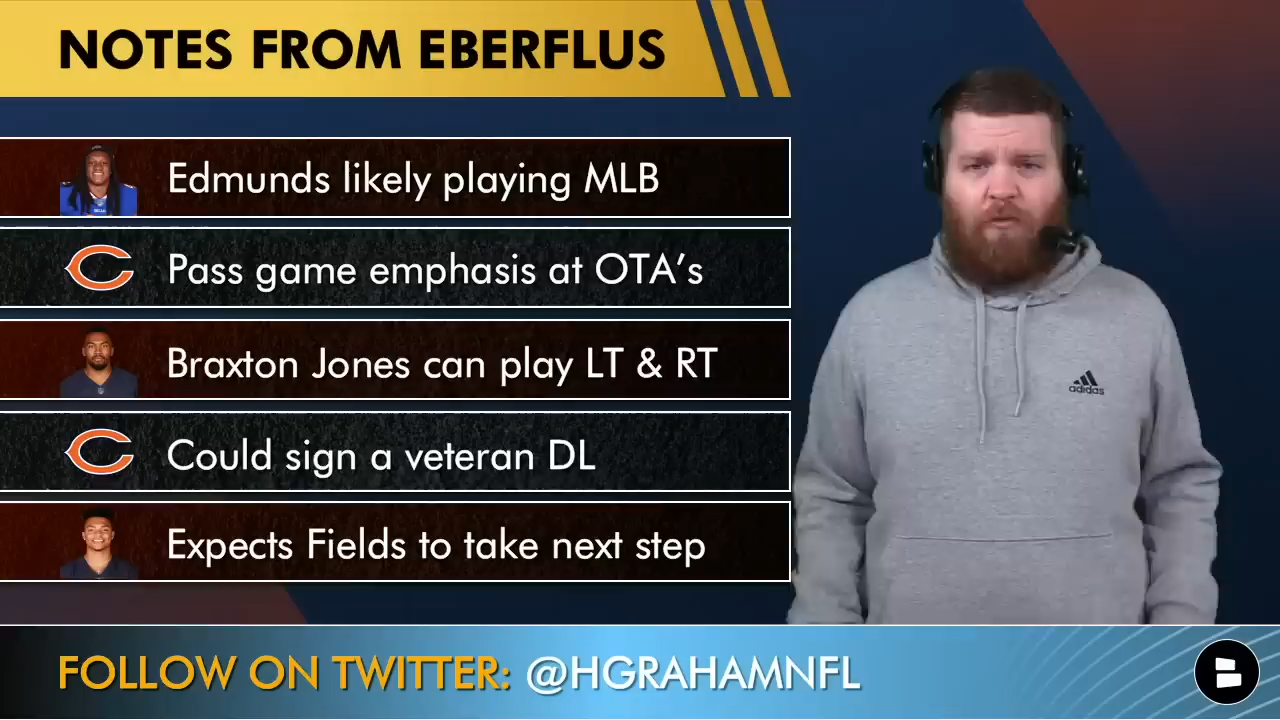 NOTES FROM EBERFLUS
Edmunds likely playing MLB
Pass game emphasis at OTA's
Braxton Jones can play LT & RT
Could sign a veteran DL
Expects Fields to take next step
adidas
FOLLOW ON TWITTER: @HGRAHAMNFL